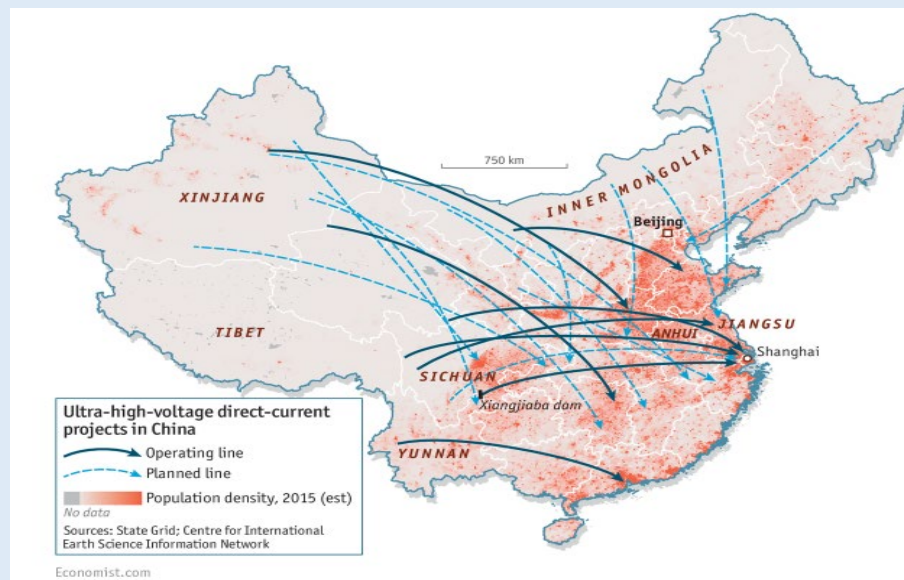 750 km
XINJIANG
INNER MONGOLIA
Beijing
TIBET
JIANGSU
ANHUI
Shanghai
SICHUAN
Xiangjiaba dam
YUNNAN
Ultra-high-voltage direct-current
projects in China
Operating line
Planned line
Population density, 2015 (est)
No data
Sources: State Grid; Centre for International
Earth Science Information Network
Economist.com